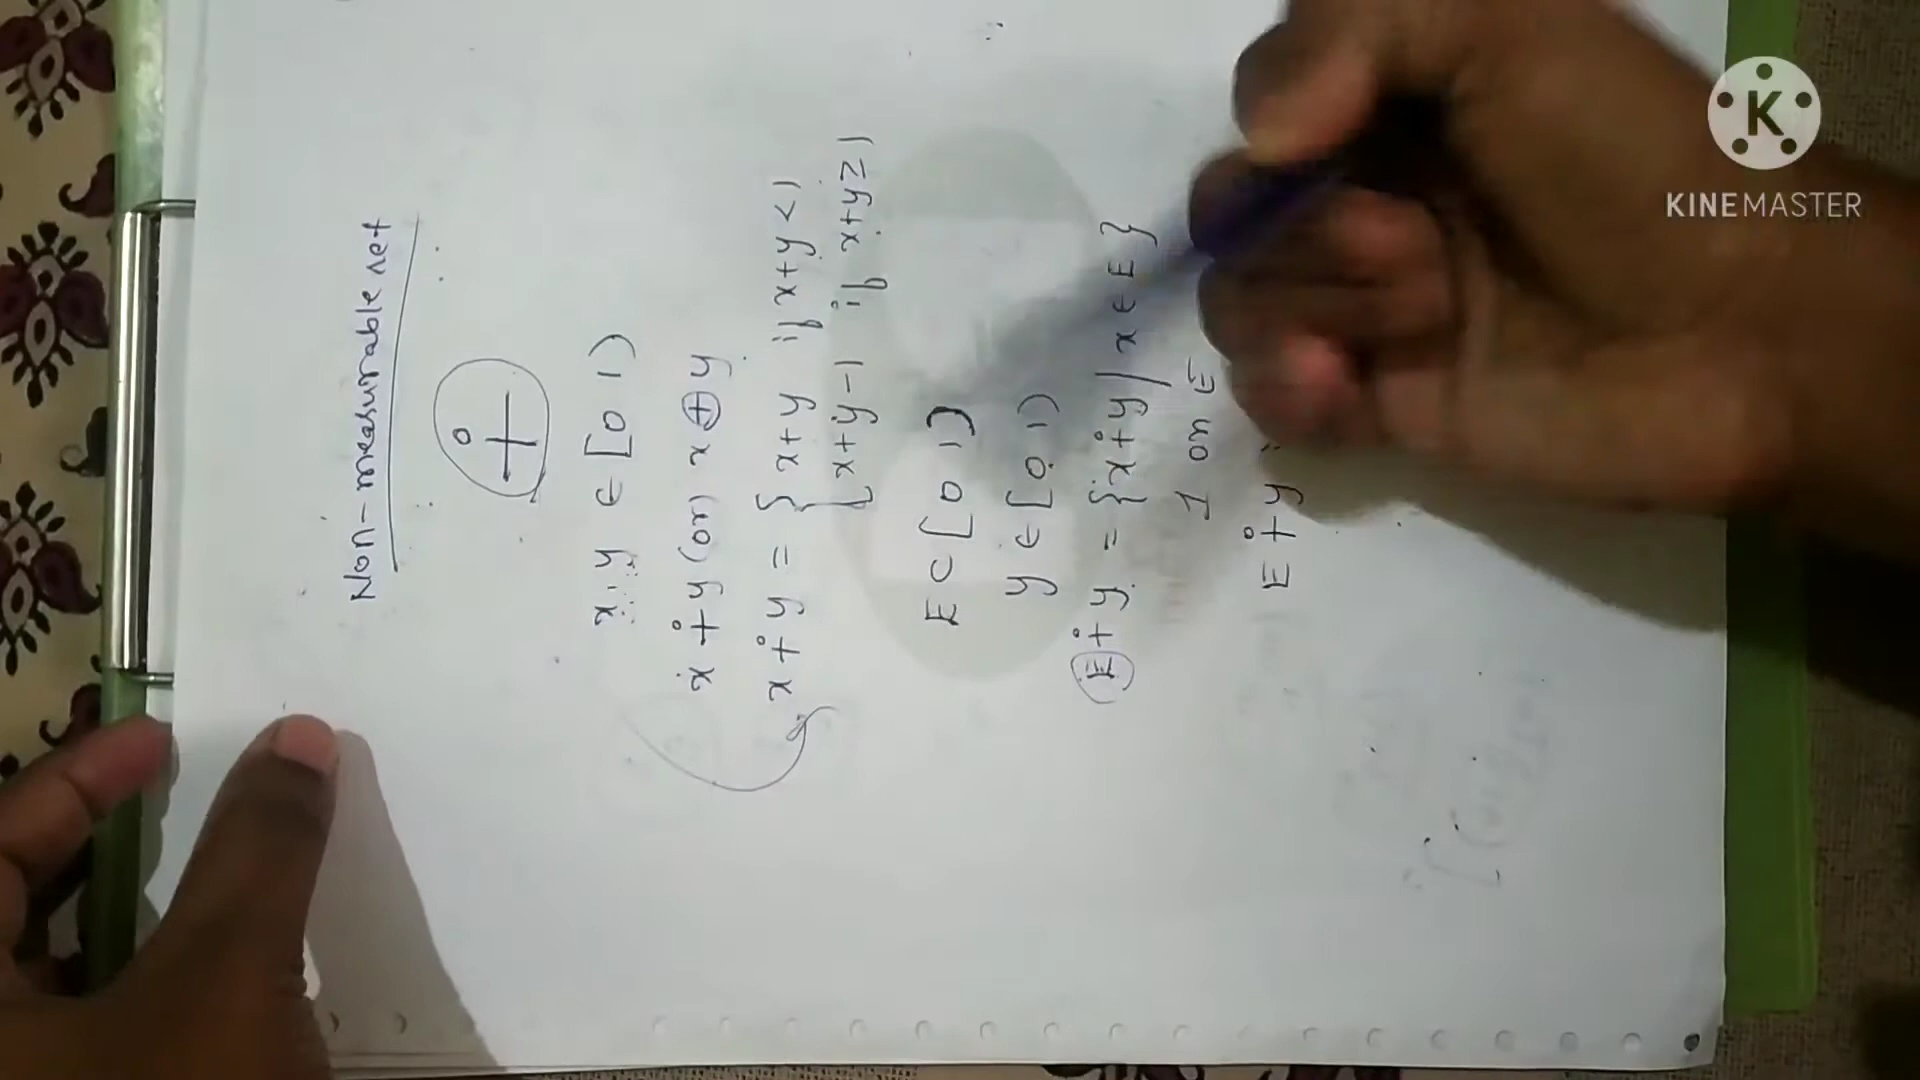 Non-measurable set
∔
x, y ∈ [0 1)
x ∔ y (or) x ⊕ y
x ∔ y = { x+y if x+y < 1
x+y-1 if x+y ≥ 1
E ⊂ [0 1)
y ∈ [0 1)
E ∔ y = {x ∔ y / x ∈ E}
1 on E
E ∔ y
KINEMASTER